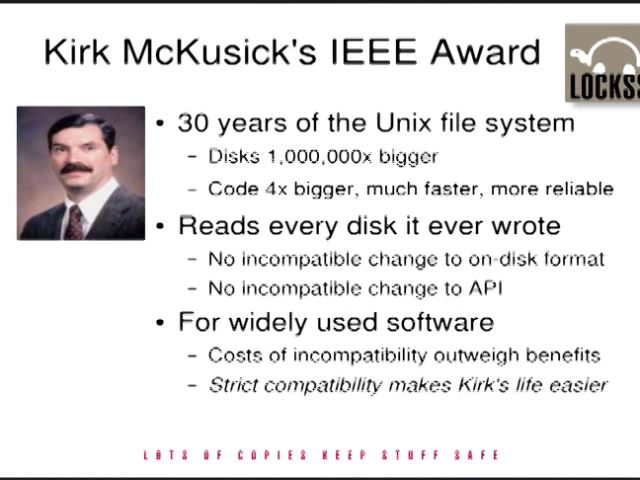 Kirk McKusick's IEEE Award
LOCKSS
• 30 years of the Unix file system
– Disks 1,000,000x bigger
– Code 4x bigger, much faster, more reliable
• Reads every disk it ever wrote
– No incompatible change to on-disk format
– No incompatible change to API
• For widely used software
– Costs of incompatibility outweigh benefits
– Strict compatibility makes Kirk's life easier
LOTS OF COPIES KEEP STUFF SAFE